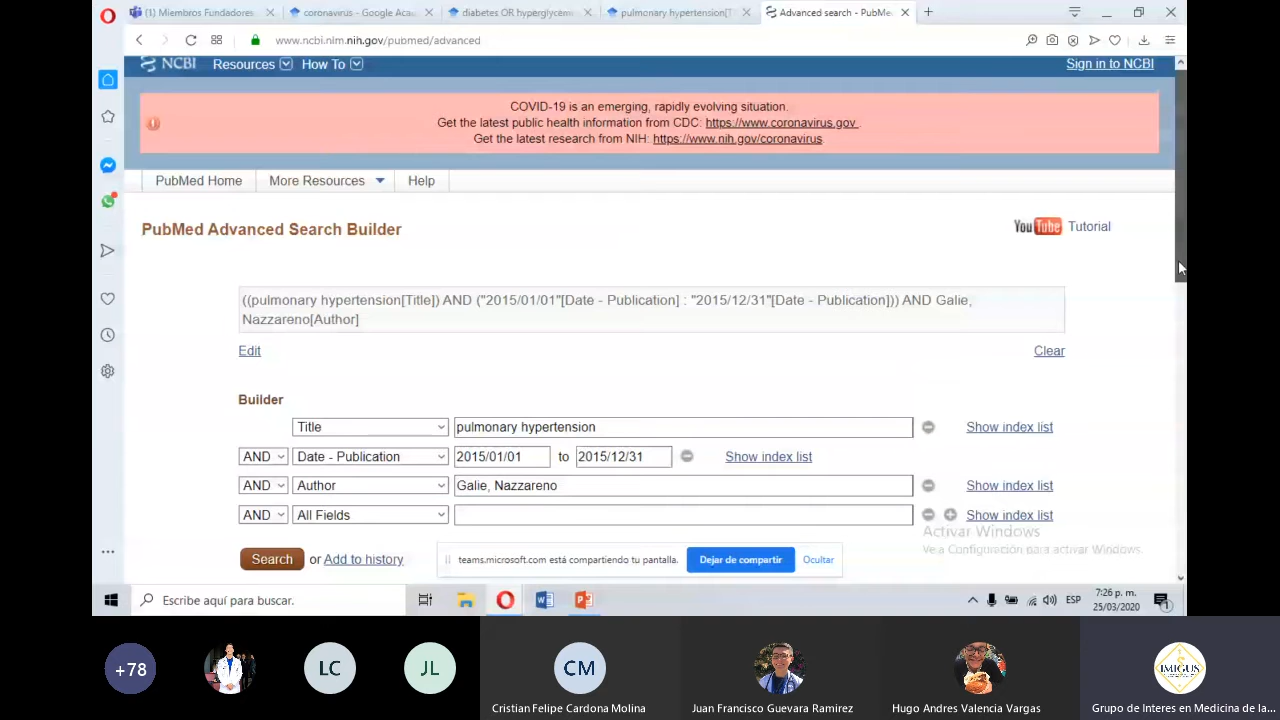 (1) Miembros Fundadores
coronavirus - Google Aca
diabetes OR hyperglycem
pulmonary hypertension[T
Advanced search - PubMe
www.ncbi.nlm.nih.gov/pubmed/advanced
NCBI Resources How To Sign in to NCBI
COVID-19 is an emerging, rapidly evolving situation.
Get the latest public health information from CDC: https://www.coronavirus.gov .
Get the latest research from NIH: https://www.nih.gov/coronavirus
PubMed Home More Resources Help
PubMed Advanced Search Builder
YouTube Tutorial
((pulmonary hypertension[Title]) AND ("2015/01/01"[Date - Publication] : "2015/12/31"[Date - Publication])) AND Galie,
Nazzareno[Author]
Edit Clear
Builder
Title pulmonary hypertension Show index list
AND Date - Publication 2015/01/01 to 2015/12/31 Show index list
AND Author Galie, Nazzareno Show index list
AND All Fields Show index list
Activar Windows
Ve a Configuración para activar Windows.
Search or Add to history
teams.microsoft.com está compartiendo tu pantalla. Dejar de compartir Ocultar
Escribe aquí para buscar.
ESP
7:26 p. m.
25/03/2020
1
+78
LC
JL
CM
IMIGUS
Cristian Felipe Cardona Molina
Juan Francisco Guevara Ramirez
Hugo Andres Valencia Vargas
Grupo de Interes en Medicina de la...